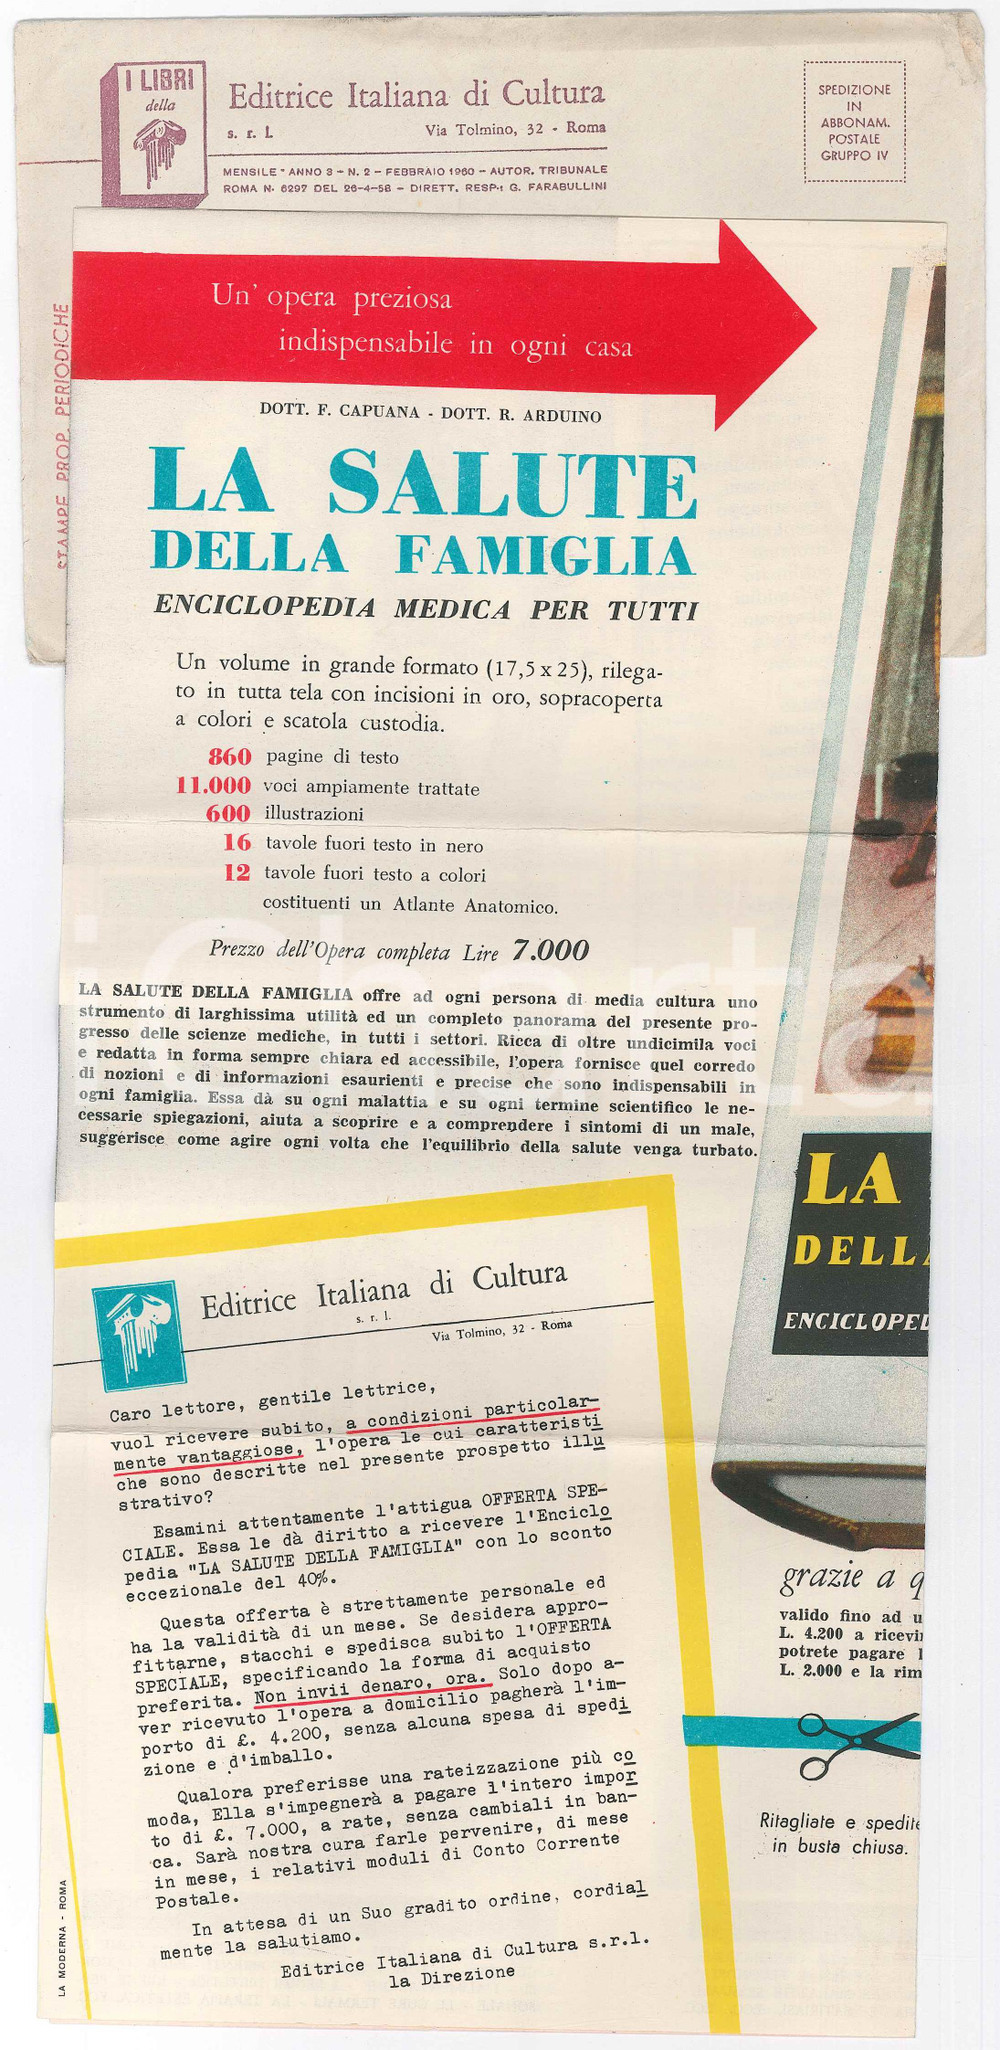 I LIBRI
della
Editrice Italiana di Cultura
s. r. l.
Via Tolmino, 32 - Roma
MENSILE - ANNO 3 - N. 2 - FEBBRAIO 1960 - AUTOR. TRIBUNALE
ROMA N. 6297 DEL 26-4-58 - DIRETT. RESP.: G. FARABULLINI
SPEDIZIONE
IN
ABBONAM.
POSTALE
GRUPPO IV
STAMPE PROP. PERIODICHE
Un' opera preziosa
indispensabile in ogni casa
DOTT. F. CAPUANA - DOTT. R. ARDUINO
LA SALUTE
DELLA FAMIGLIA
ENCICLOPEDIA MEDICA PER TUTTI
Un volume in grande formato (17,5 x 25), rilega-
to in tutta tela con incisioni in oro, sopracoperta
a colori e scatola custodia.
860 pagine di testo
11.000 voci ampiamente trattate
600 illustrazioni
16 tavole fuori testo in nero
12 tavole fuori testo a colori
costituenti un Atlante Anatomico.
Prezzo dell'Opera completa Lire 7.000
LA SALUTE DELLA FAMIGLIA offre ad ogni persona di media cultura uno
strumento di larghissima utilità ed un completo panorama del presente pro-
gresso delle scienze mediche, in tutti i settori. Ricca di oltre undicimila voci
e redatta in forma sempre chiara ed accessibile, l'opera fornisce quel corredo
di nozioni e di informazioni esaurienti e precise che sono indispensabili in
ogni famiglia. Essa dà su ogni malattia e su ogni termine scientifico le ne-
cessarie spiegazioni, aiuta a scoprire e a comprendere i sintomi di un male,
suggerisce come agire ogni volta che l'equilibrio della salute venga turbato.
LA
DELLA
ENCICLOPED
Editrice Italiana di Cultura
s. r. l.
Via Tolmino, 32 - Roma
Caro lettore, gentile lettrice,
vuol ricevere subito, a condizioni particolar-
mente vantaggiose, l'opera le cui caratteristi
che sono descritte nel presente prospetto illu
strativo?
Esamini attentamente l'attigua OFFERTA SPE-
CIALE. Essa le dà diritto a ricevere l'Enciclo
pedia "LA SALUTE DELLA FAMIGLIA" con lo sconto
eccezionale del 40%.
Questa offerta è strettamente personale ed
ha la validità di un mese. Se desidera appro-
fittarne, stacchi e spedisca subito l'OFFERTA
SPECIALE, specificando la forma di acquisto
preferita. Non invii denaro, ora. Solo dopo a-
ver ricevuto l'opera a domicilio pagherà l'im-
porto di £. 4.200, senza alcuna spesa di spedi
zione e d'imballo.
Qualora preferisse una rateizzazione più co
moda, Ella s'impegnerà a pagare l'intero impor
to di £. 7.000, a rate, senza cambiali in ban-
ca. Sarà nostra cura farle pervenire, di mese
in mese, i relativi moduli di Conto Corrente
Postale.
In attesa di un Suo gradito ordine, cordial
mente la salutiamo.
Editrice Italiana di Cultura s.r.l.
la Direzione
LA MODERNA - ROMA
grazie a q
valido fino ad u
L. 4.200 a ricevi
potrete pagare l
L. 2.000 e la rim
Ritagliate e spedite
in busta chiusa.